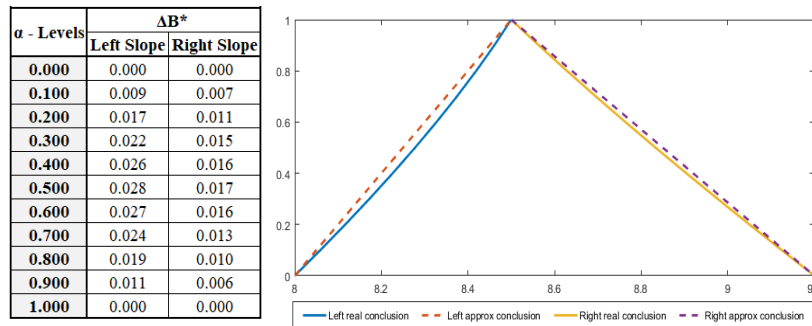 α - Levels ΔB*
Left Slope Right Slope
0.000 0.000 0.000
0.100 0.009 0.007
0.200 0.017 0.011
0.300 0.022 0.015
0.400 0.026 0.016
0.500 0.028 0.017
0.600 0.027 0.016
0.700 0.024 0.013
0.800 0.019 0.010
0.900 0.011 0.006
1.000 0.000 0.000
1
0.8
0.6
0.4
0.2
0
8 8.2 8.4 8.6 8.8 9
Left real conclusion Left approx conclusion Right real conclusion Right approx conclusion